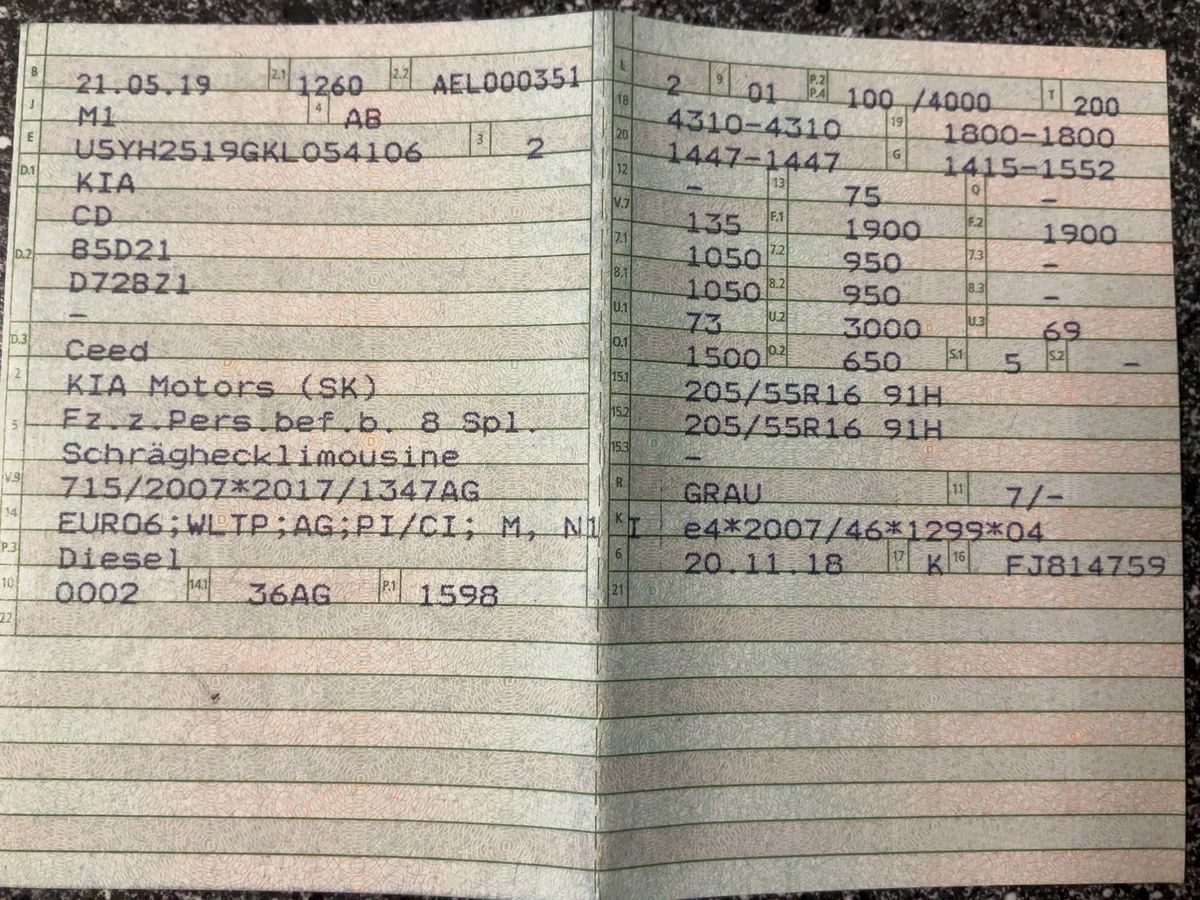 B 21.05.19 2.1 1260 2.2 AEL000351
J M1 4 AB
E U5YH2519GKL054106 3 2
D.1 KIA
CD
D.2 B5D21
D72BZ1
–
D.3 Ceed
2 KIA Motors (SK)
5 Fz.z.Pers.bef.b. 8 Spl.
Schräghecklimousine
V.9 715/2007*2017/1347AG
14 EURO6;WLTP;AG;PI/CI; M, N1 I
P.3 Diesel
10 0002 14.1 36AG P.1 1598
22
L 2 9 01 P.2 P.4 100 /4000 T 200
18 4310-4310 19 1800-1800
20 1447-1447 G 1415-1552
12 – 13 75 Q –
V.7 135 F.1 1900 F.2 1900
7.1 1050 7.2 950 7.3 –
8.1 1050 8.2 950 8.3 –
U.1 73 U.2 3000 U.3 69
O.1 1500 O.2 650 S.1 5 S.2 –
15.1 205/55R16 91H
15.2 205/55R16 91H
15.3 –
R GRAU 11 7/–
K e4*2007/46*1299*04
6 20.11.18 17 K 16 FJ814759
21